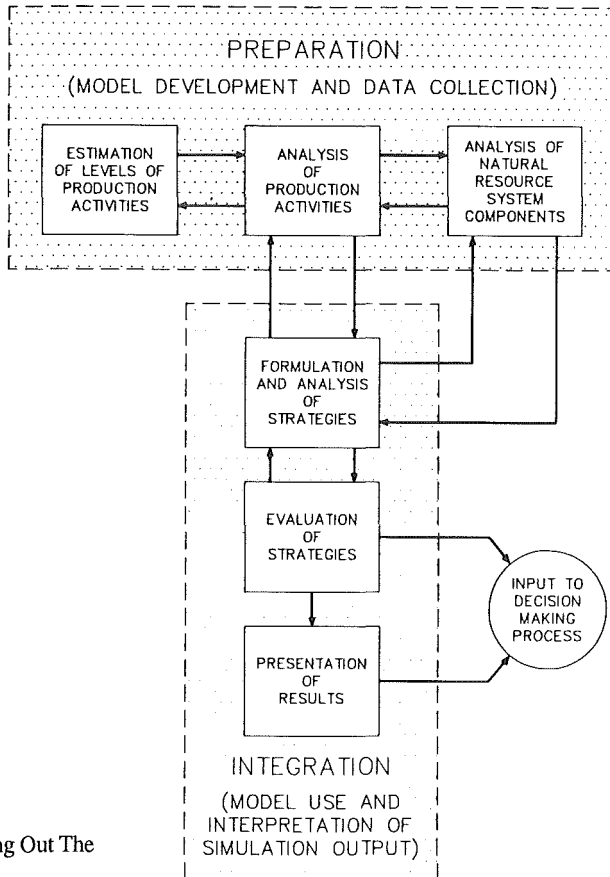 PREPARATION
(MODEL DEVELOPMENT AND DATA COLLECTION)
ESTIMATION
OF LEVELS OF
PRODUCTION
ACTIVITIES
ANALYSIS
OF
PRODUCTION
ACTIVITIES
ANALYSIS OF
NATURAL
RESOURCE
SYSTEM
COMPONENTS
FORMULATION
AND ANALYSIS
OF
STRATEGIES
EVALUATION
OF
STRATEGIES
INPUT TO
DECISION
MAKING
PROCESS
PRESENTATION
OF
RESULTS
INTEGRATION
(MODEL USE AND
INTERPRETATION OF
SIMULATION OUTPUT)
g Out The